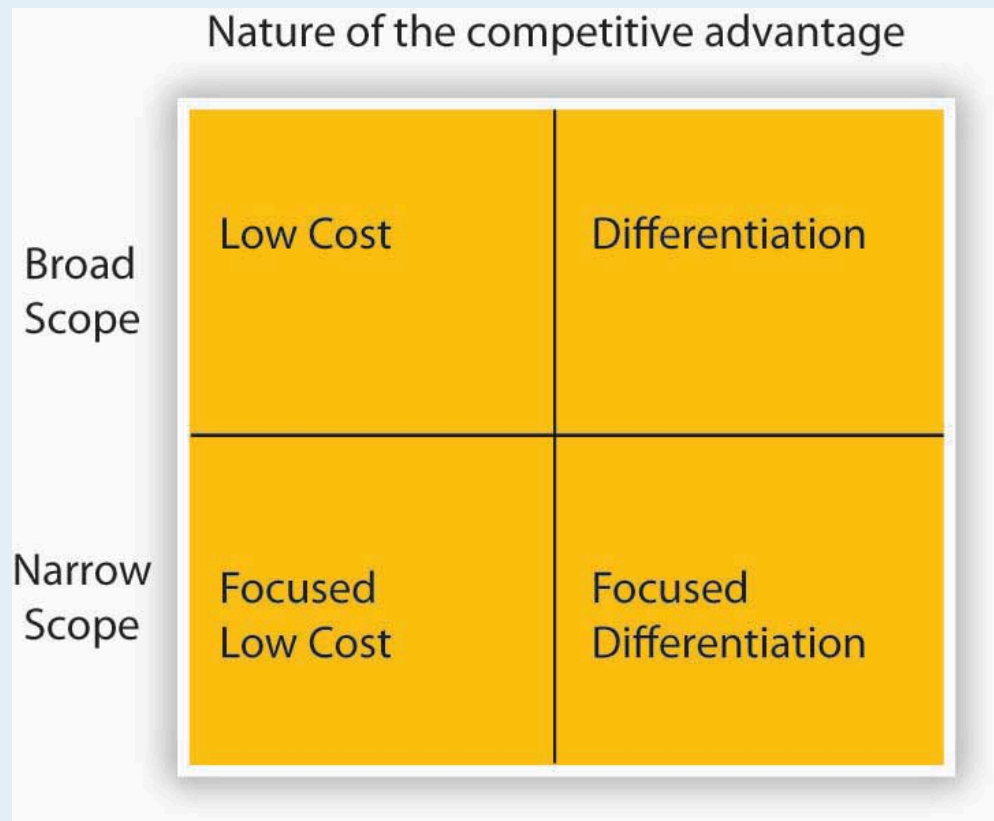 Nature of the competitive advantage
Broad
Scope
Low Cost
Differentiation
Narrow
Scope
Focused
Low Cost
Focused
Differentiation